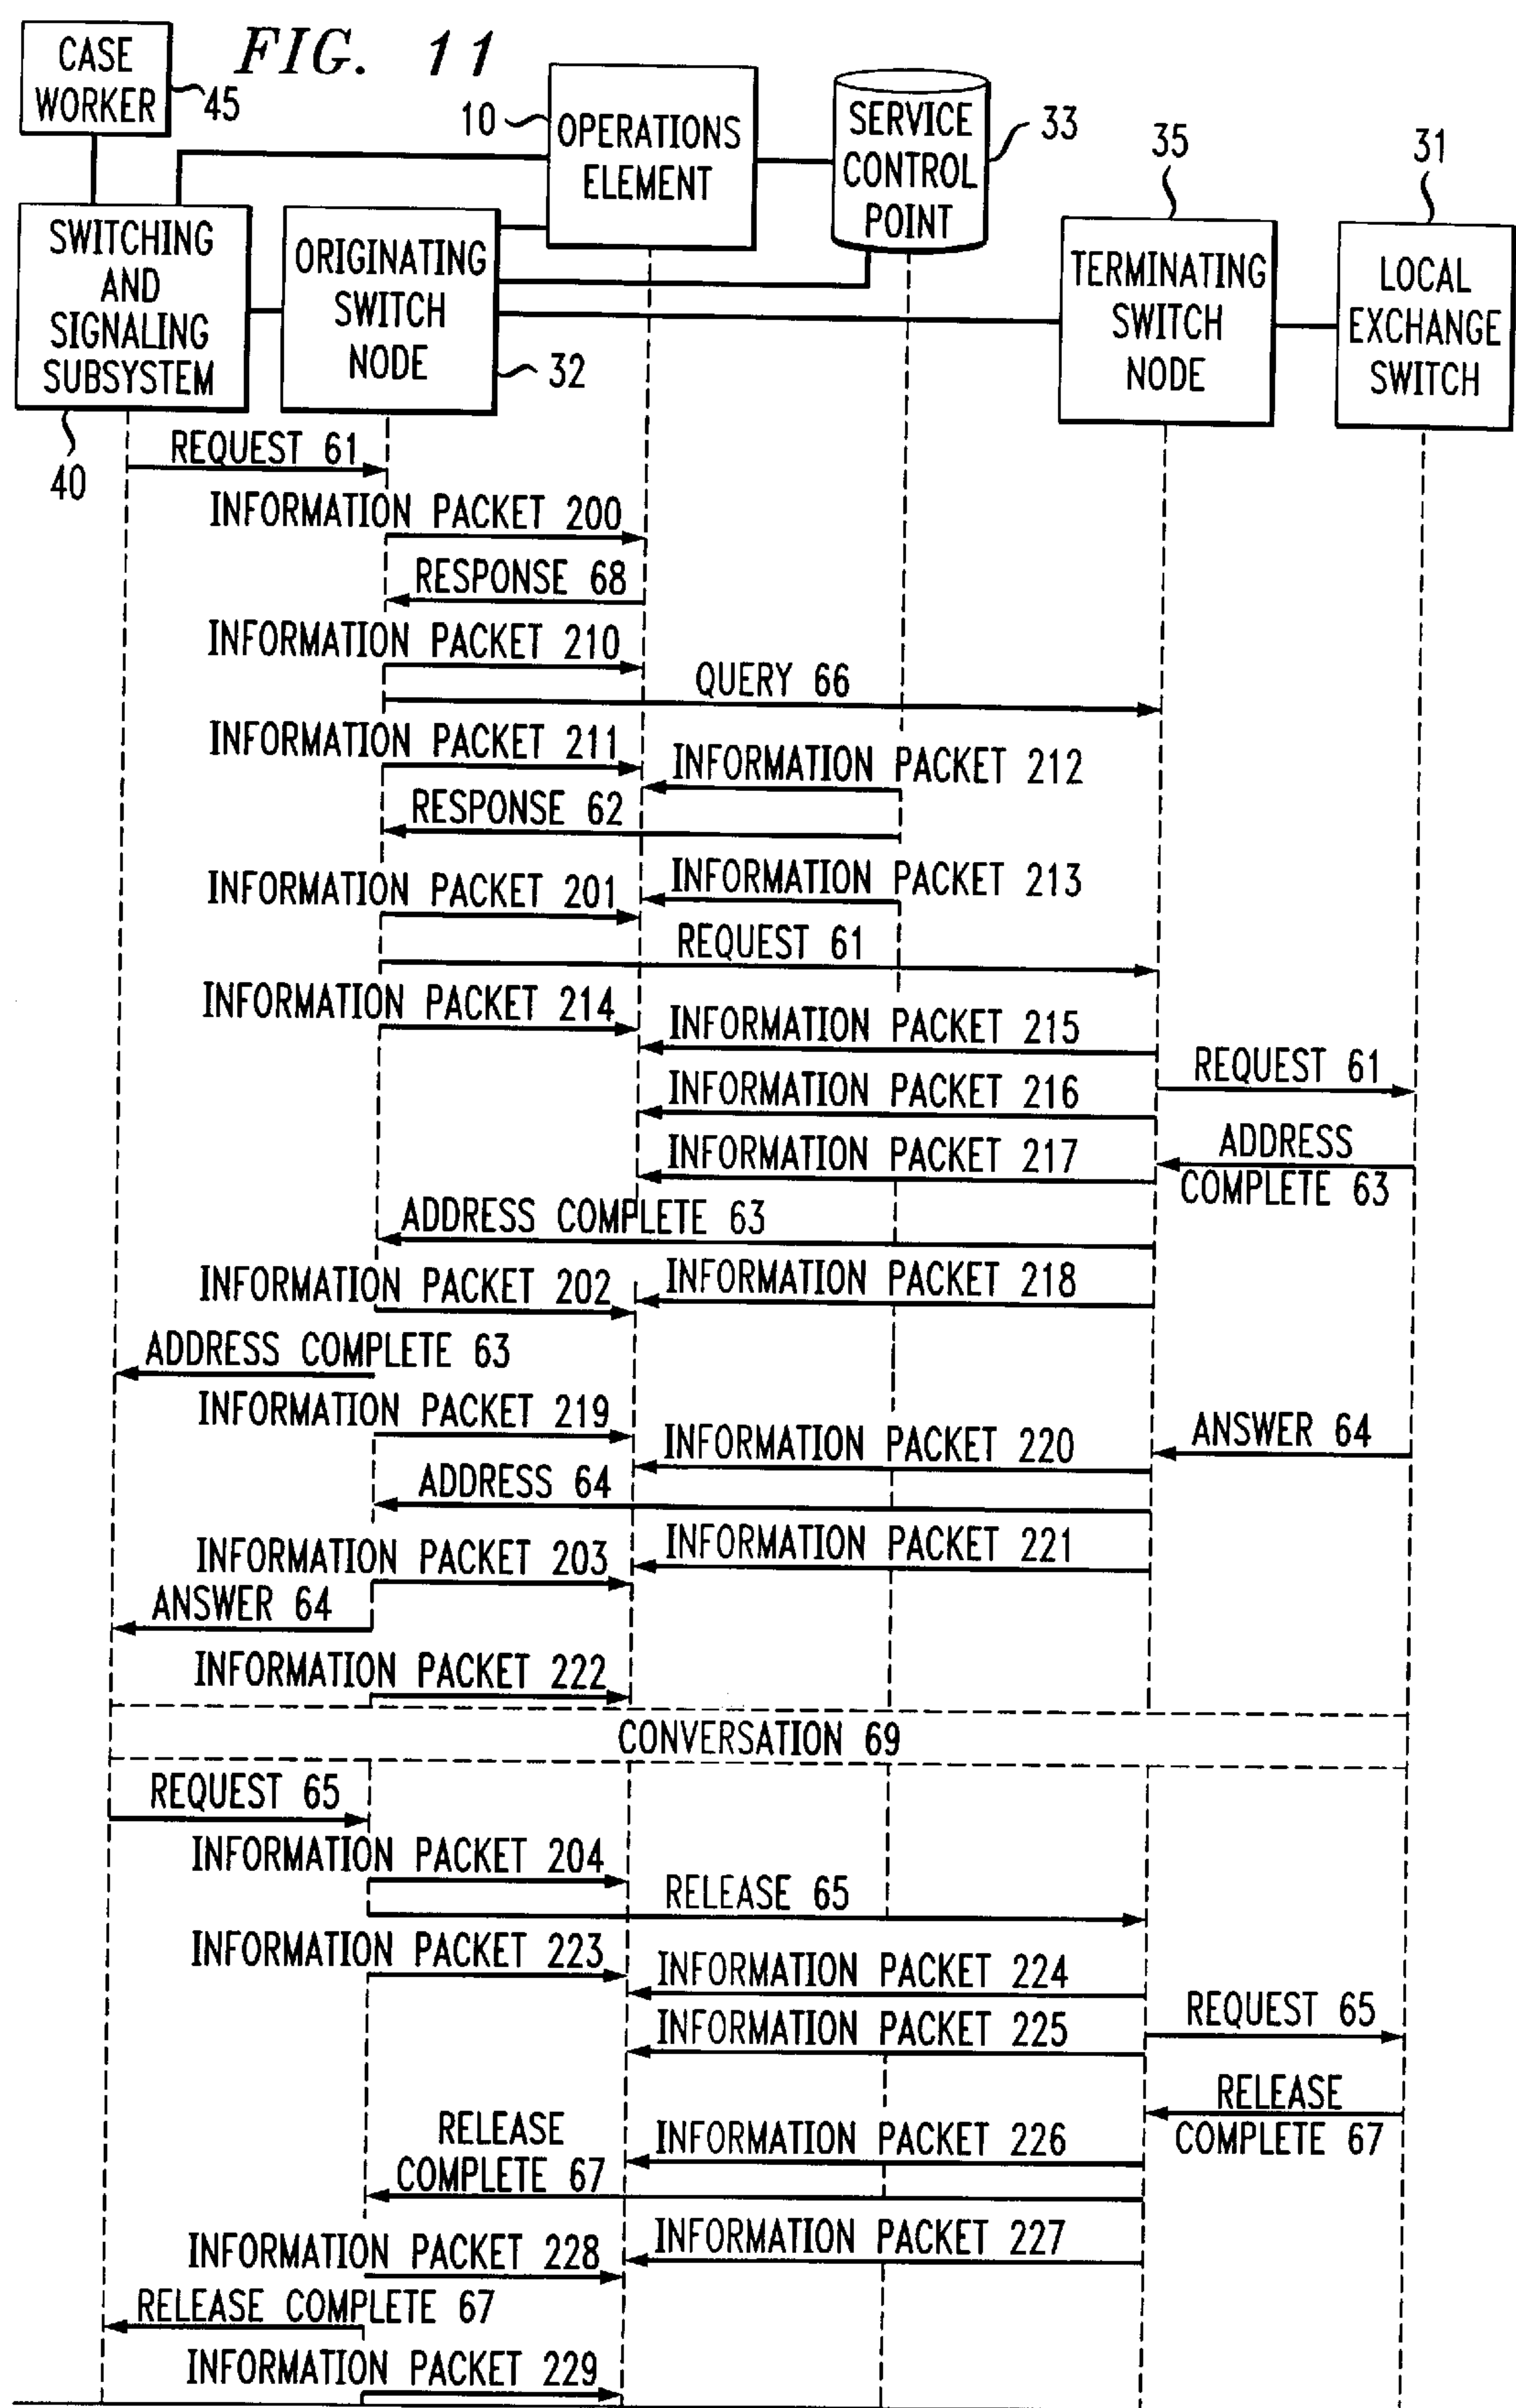 FIG. 11
CASE
WORKER
45
10
OPERATIONS
ELEMENT
SERVICE
CONTROL
POINT
33
35
31
SWITCHING
AND
SIGNALING
SUBSYSTEM
40
ORIGINATING
SWITCH
NODE
32
TERMINATING
SWITCH
NODE
LOCAL
EXCHANGE
SWITCH
REQUEST 61
INFORMATION PACKET 200
RESPONSE 68
INFORMATION PACKET 210
QUERY 66
INFORMATION PACKET 211
INFORMATION PACKET 212
RESPONSE 62
INFORMATION PACKET 201
INFORMATION PACKET 213
REQUEST 61
INFORMATION PACKET 214
INFORMATION PACKET 215
REQUEST 61
INFORMATION PACKET 216
INFORMATION PACKET 217
ADDRESS
COMPLETE 63
ADDRESS COMPLETE 63
INFORMATION PACKET 202
INFORMATION PACKET 218
ADDRESS COMPLETE 63
INFORMATION PACKET 219
INFORMATION PACKET 220
ANSWER 64
ADDRESS 64
INFORMATION PACKET 203
INFORMATION PACKET 221
ANSWER 64
INFORMATION PACKET 222
CONVERSATION 69
REQUEST 65
INFORMATION PACKET 204
RELEASE 65
INFORMATION PACKET 223
INFORMATION PACKET 224
REQUEST 65
INFORMATION PACKET 225
RELEASE
COMPLETE 67
RELEASE
COMPLETE 67
INFORMATION PACKET 226
INFORMATION PACKET 228
INFORMATION PACKET 227
RELEASE COMPLETE 67
INFORMATION PACKET 229